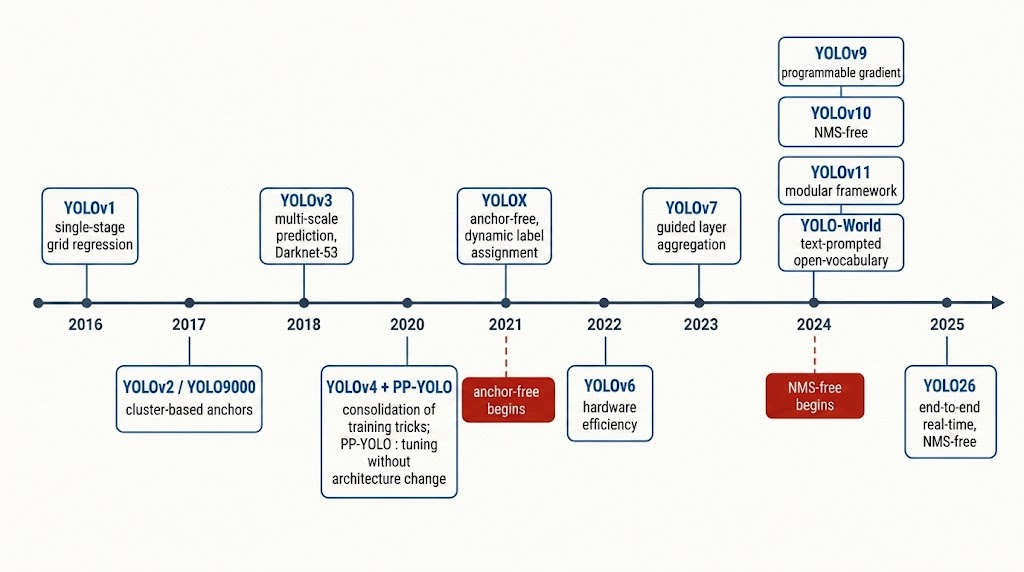 YOLOv9
programmable gradient
YOLOv10
NMS-free
YOLOv11
modular framework
YOLO-World
text-prompted
open-vocabulary
YOLOv1
single-stage
grid regression
YOLOv3
multi-scale
prediction,
Darknet-53
YOLOX
anchor-free,
dynamic label
assignment
YOLOv7
guided layer
aggregation
2016
2017
2018
2020
2021
2022
2023
2024
2025
YOLOv2 / YOLO9000
cluster-based anchors
YOLOv4 + PP-YOLO
consolidation of
training tricks;
PP-YOLO : tuning
without
architecture change
anchor-free
begins
YOLOv6
hardware
efficiency
NMS-free
begins
YOLO26
end-to-end
real-time,
NMS-free